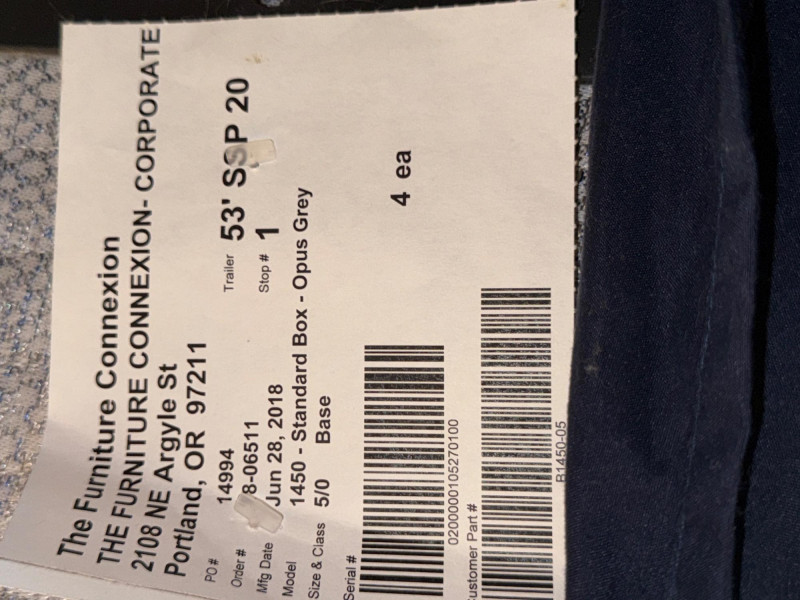 The Furniture Connexion
THE FURNITURE CONNEXION- CORPORATE
2108 NE Argyle St
Portland, OR 97211
PO # 14994
Trailer 53' SSP 20
Order # 8-06511
Stop # 1
Mfg Date Jun 28, 2018
Model 1450 - Standard Box - Opus Grey
Size & Class 5/0 Base
4 ea
Serial #
0200000105270100
ustomer Part #
B1450-05